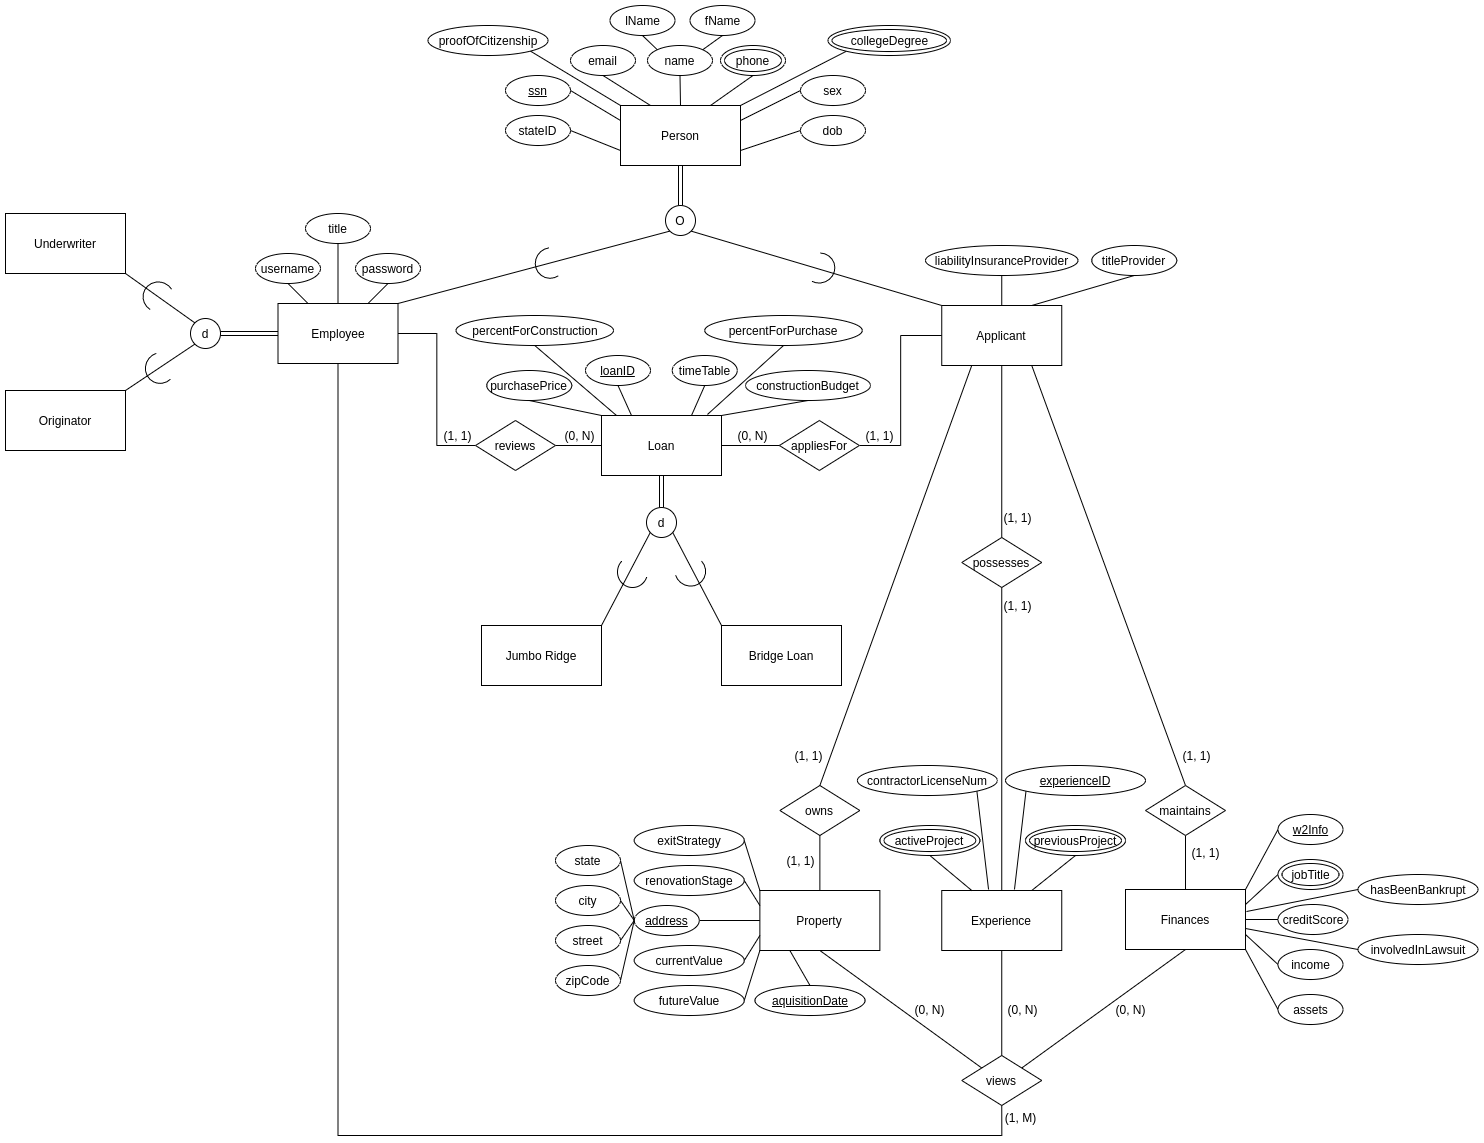 lName
fName
proofOfCitizenship
collegeDegree
email
name
phone
ssn
sex
stateID
Person
dob
O
Underwriter
title
username
password
liabilityInsuranceProvider
titleProvider
d
Employee
percentForConstruction
percentForPurchase
Applicant
loanID
timeTable
purchasePrice
constructionBudget
Originator
(1, 1)
reviews
(0, N)
Loan
(0, N)
appliesFor
(1, 1)
d
(1, 1)
possesses
(1, 1)
Jumbo Ridge
Bridge Loan
(1, 1)
(1, 1)
contractorLicenseNum
experienceID
owns
maintains
w2Info
exitStrategy
activeProject
previousProject
(1, 1)
(1, 1)
state
jobTitle
renovationStage
hasBeenBankrupt
city
address
Property
Experience
Finances
creditScore
street
currentValue
involvedInLawsuit
income
zipCode
futureValue
aquisitionDate
(0, N)
(0, N)
(0, N)
assets
views
(1, M)